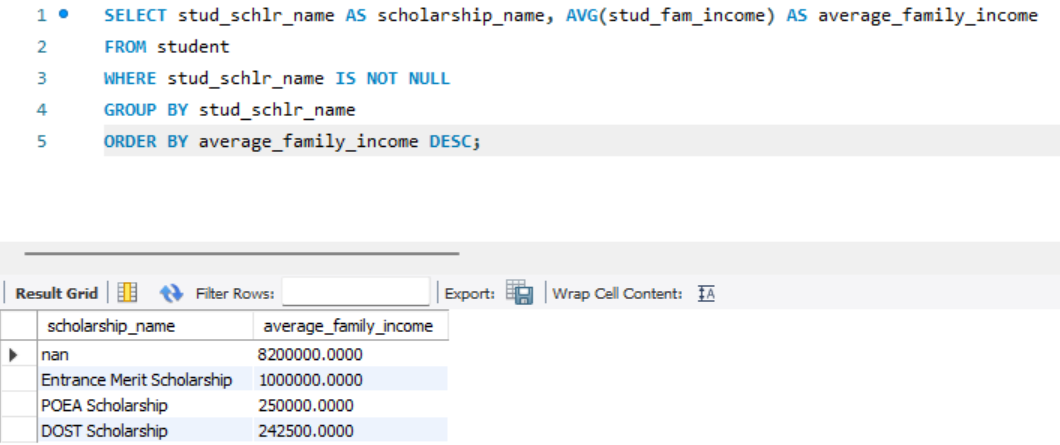 1 SELECT stud_schlr_name AS scholarship_name, AVG(stud_fam_income) AS average_family_income
2 FROM student
3 WHERE stud_schlr_name IS NOT NULL
4 GROUP BY stud_schlr_name
5 ORDER BY average_family_income DESC;
Result Grid Filter Rows: Export: Wrap Cell Content: IA
scholarship_name average_family_income
nan 8200000.0000
Entrance Merit Scholarship 1000000.0000
POEA Scholarship 250000.0000
DOST Scholarship 242500.0000